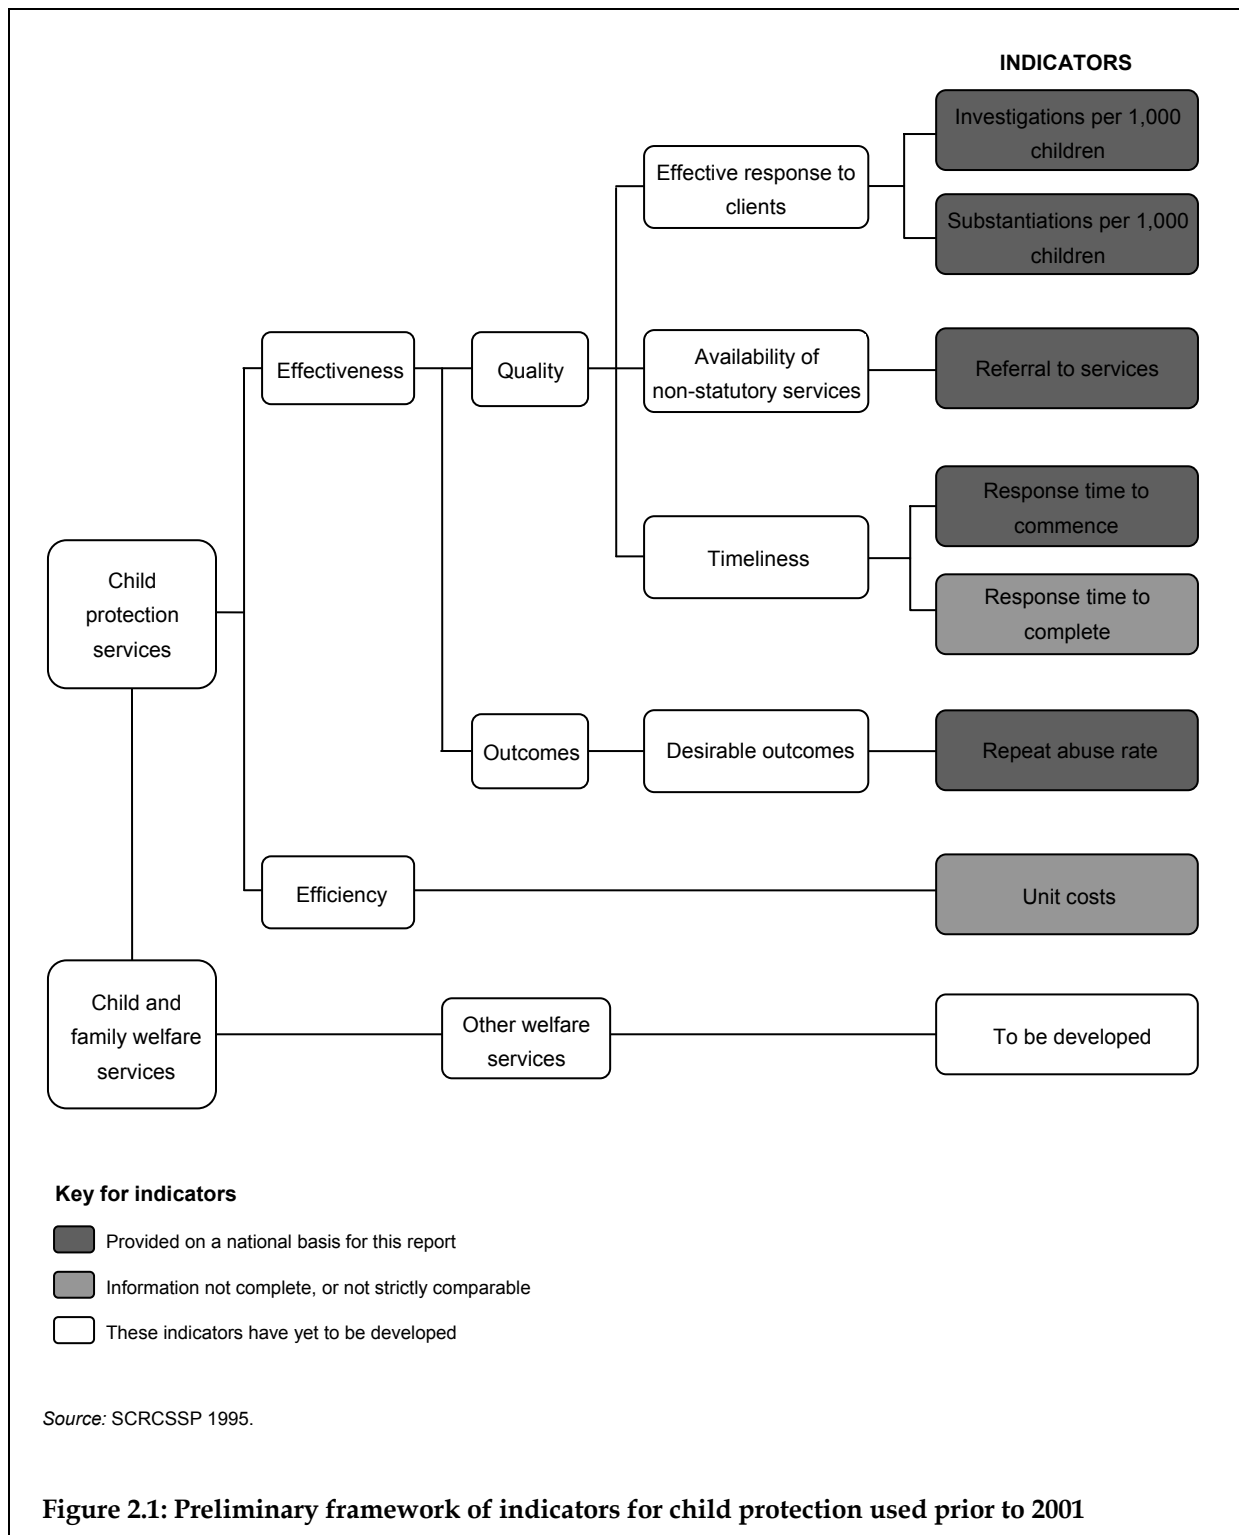 INDICATORS
Investigations per 1,000
children
Effective response to
clients
Substantiations per 1,000
children
Effectiveness
Quality
Availability of
non-statutory services
Referral to services
Response time to
commence
Timeliness
Response time to
complete
Child
protection
services
Outcomes
Desirable outcomes
Repeat abuse rate
Efficiency
Unit costs
Child and
family welfare
services
Other welfare
services
To be developed
Key for indicators
Provided on a national basis for this report
Information not complete, or not strictly comparable
These indicators have yet to be developed
Source: SCRCSSP 1995.
Figure 2.1: Preliminary framework of indicators for child protection used prior to 2001